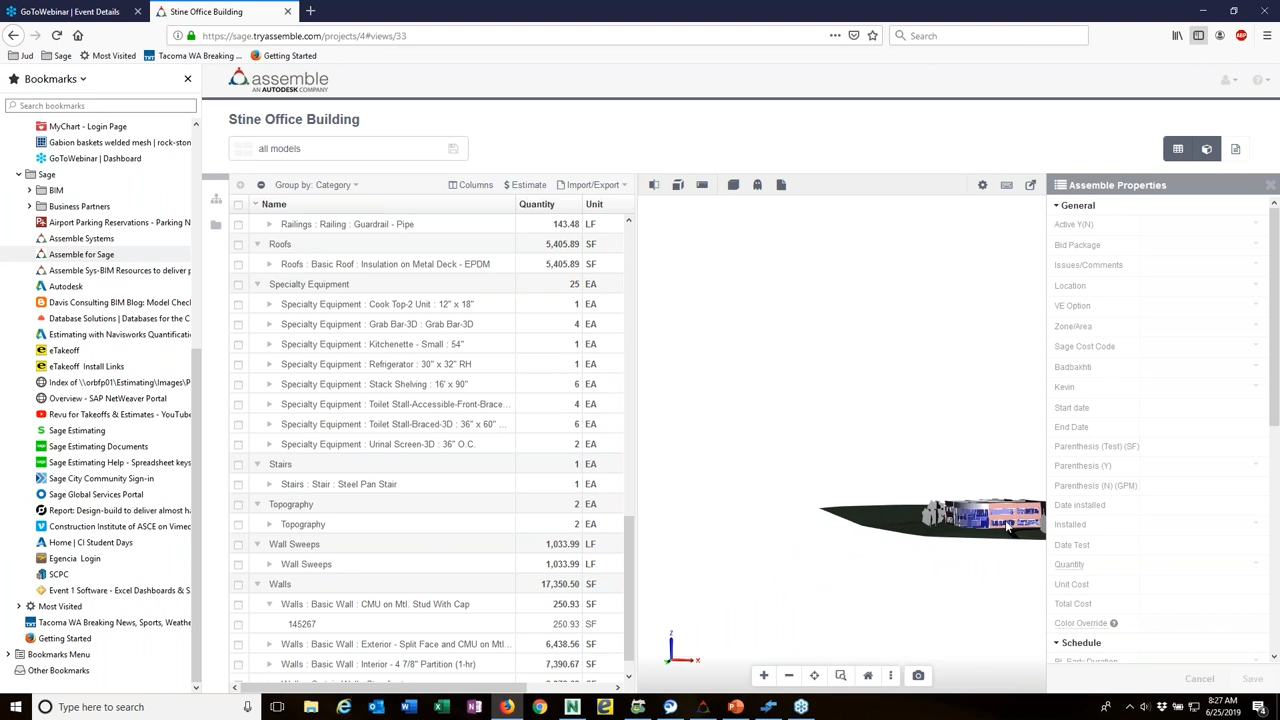 GoToWebinar | Event Details
Stine Office Building
https://sage.tryassemble.com/projects/4#views/33
Search
Jud
Sage
Most Visited
Tacoma WA Breaking ...
Getting Started
Bookmarks
Search bookmarks
MyChart - Login Page
Gabion baskets welded mesh | rock-ston
GoToWebinar | Dashboard
Sage
BIM
Business Partners
Airport Parking Reservations - Parking N
Assemble Systems
Assemble for Sage
Assemble Sys-BIM Resources to deliver p
Autodesk
Davis Consulting BIM Blog: Model Check
Database Solutions | Databases for the C
Estimating with Navisworks Quantificati
eTakeoff
eTakeoff Install Links
Index of \\orbfp01\Estimating\Images\P
Overview - SAP NetWeaver Portal
Revu for Takeoffs & Estimates - YouTube
Sage Estimating
Sage Estimating Documents
Sage Estimating Help - Spreadsheet keys
Sage City Community Sign-in
Sage Global Services Portal
Report: Design-build to deliver almost ha
Construction Institute of ASCE on Vimeo
Home | CI Student Days
Egencia Login
SCPC
Event 1 Software - Excel Dashboards & S
Most Visited
Tacoma WA Breaking News, Sports, Weathe
Getting Started
Bookmarks Menu
Other Bookmarks
assemble
AN AUTODESK COMPANY
Stine Office Building
all models
Group by: Category
Columns
$ Estimate
Import/Export
Name Quantity Unit
Railings : Railing : Guardrail - Pipe 143.48 LF
Roofs 5,405.89 SF
Roofs : Basic Roof : Insulation on Metal Deck - EPDM 5,405.89 SF
Specialty Equipment 25 EA
Specialty Equipment : Cook Top-2 Unit : 12" x 18" 1 EA
Specialty Equipment : Grab Bar-3D : Grab Bar-3D 4 EA
Specialty Equipment : Kitchenette - Small : 54" 1 EA
Specialty Equipment : Refrigerator : 30" x 32" RH 1 EA
Specialty Equipment : Stack Shelving : 16' x 90" 6 EA
Specialty Equipment : Toilet Stall-Accessible-Front-Brace... 4 EA
Specialty Equipment : Toilet Stall-Braced-3D : 36" x 60" ... 6 EA
Specialty Equipment : Urinal Screen-3D : 36" O.C. 2 EA
Stairs 1 EA
Stairs : Stair : Steel Pan Stair 1 EA
Topography 2 EA
Topography 2 EA
Wall Sweeps 1,033.99 LF
Wall Sweeps 1,033.99 LF
Walls 17,350.50 SF
Walls : Basic Wall : CMU on Mtl. Stud With Cap 250.93 SF
145267 250.93 SF
Walls : Basic Wall : Exterior - Split Face and CMU on Mtl... 6,438.56 SF
Walls : Basic Wall : Interior - 4 7/8" Partition (1-hr) 7,390.67 SF
z
x
Assemble Properties
General
Active Y(N)
Bid Package
Issues/Comments
Location
VE Option
Zone/Area
Sage Cost Code
Badbakhti
Kevin
Start date
End Date
Parenthesis (Test) (SF)
Parenthesis (Y)
Parenthesis (N) (GPM)
Date installed
Installed
Date Test
Quantity
Unit Cost
Total Cost
Color Override
Schedule
Cancel
Save
Type here to search
8:27 AM
6/25/2019